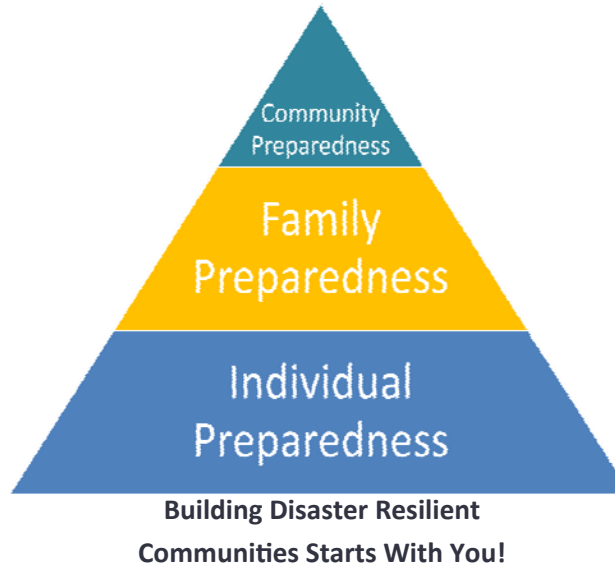 Community
Preparedness
Family
Preparedness
Individual
Preparedness
Building Disaster Resilient
Communities Starts With You!